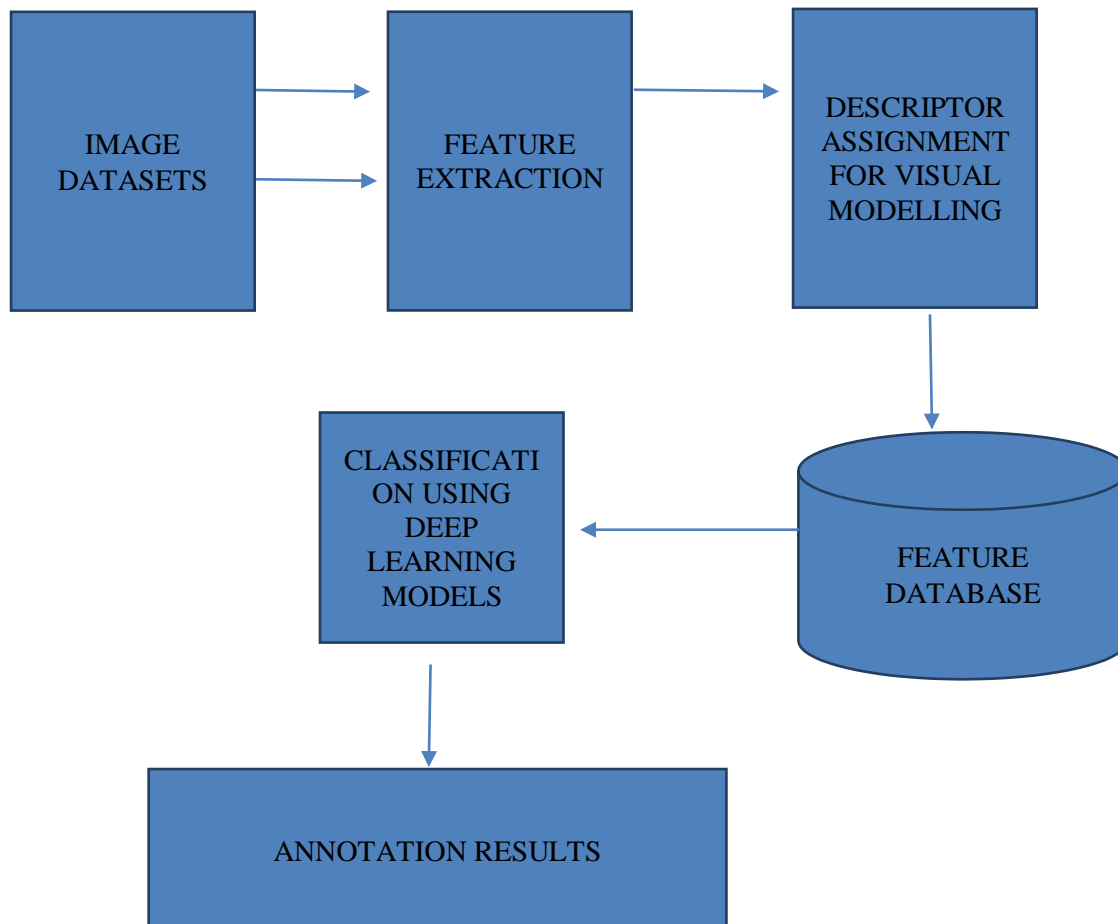 IMAGE
DATASETS
FEATURE
EXTRACTION
DESCRIPTOR
ASSIGNMENT
FOR VISUAL
MODELLING
CLASSIFICATI
ON USING
DEEP
LEARNING
MODELS
FEATURE
DATABASE
ANNOTATION RESULTS